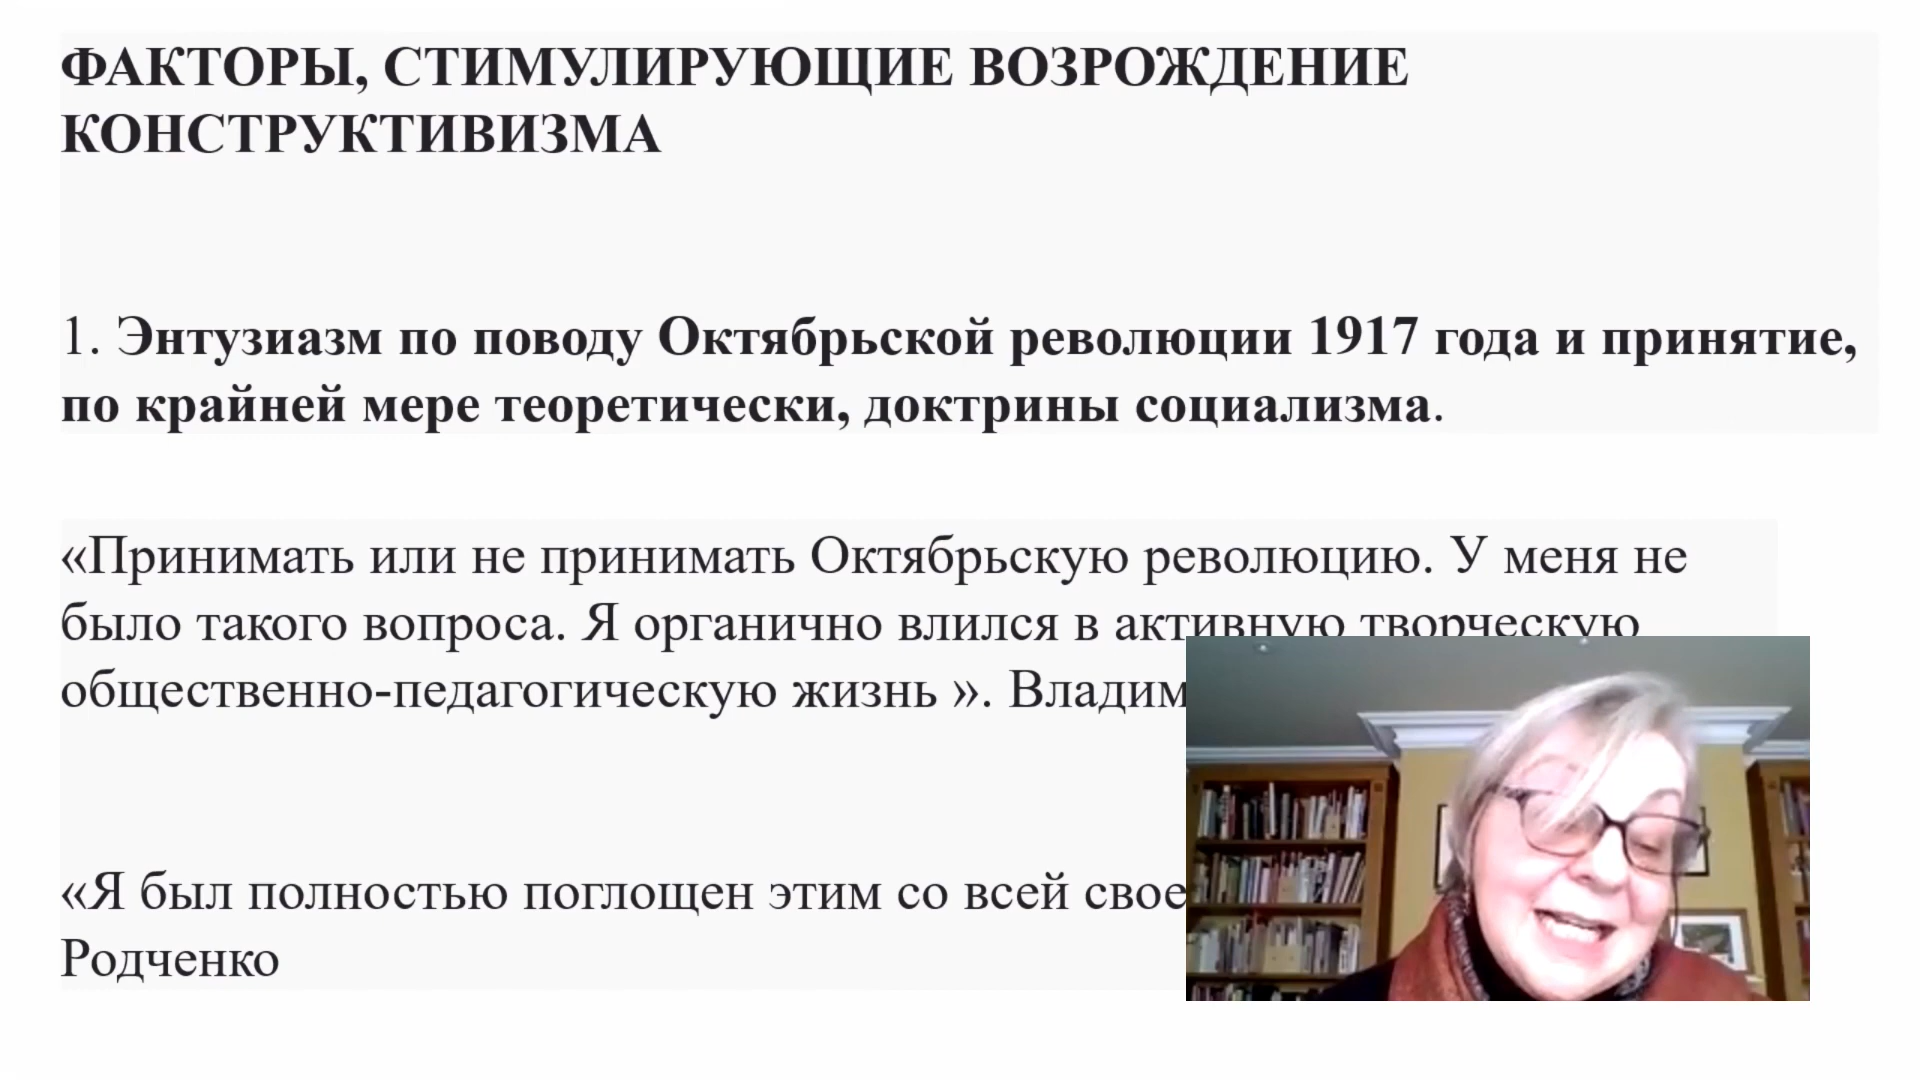 ФАКТОРЫ, СТИМУЛИРУЮЩИЕ ВОЗРОЖДЕНИЕ
КОНСТРУКТИВИЗМА
1. Энтузиазм по поводу Октябрьской революции 1917 года и принятие,
по крайней мере теоретически, доктрины социализма.
«Принимать или не принимать Октябрьскую революцию. У меня не
было такого вопроса. Я органично влился в активную творческую
общественно-педагогическую жизнь ». Владим
«Я был полностью поглощен этим со всей свое
Родченко